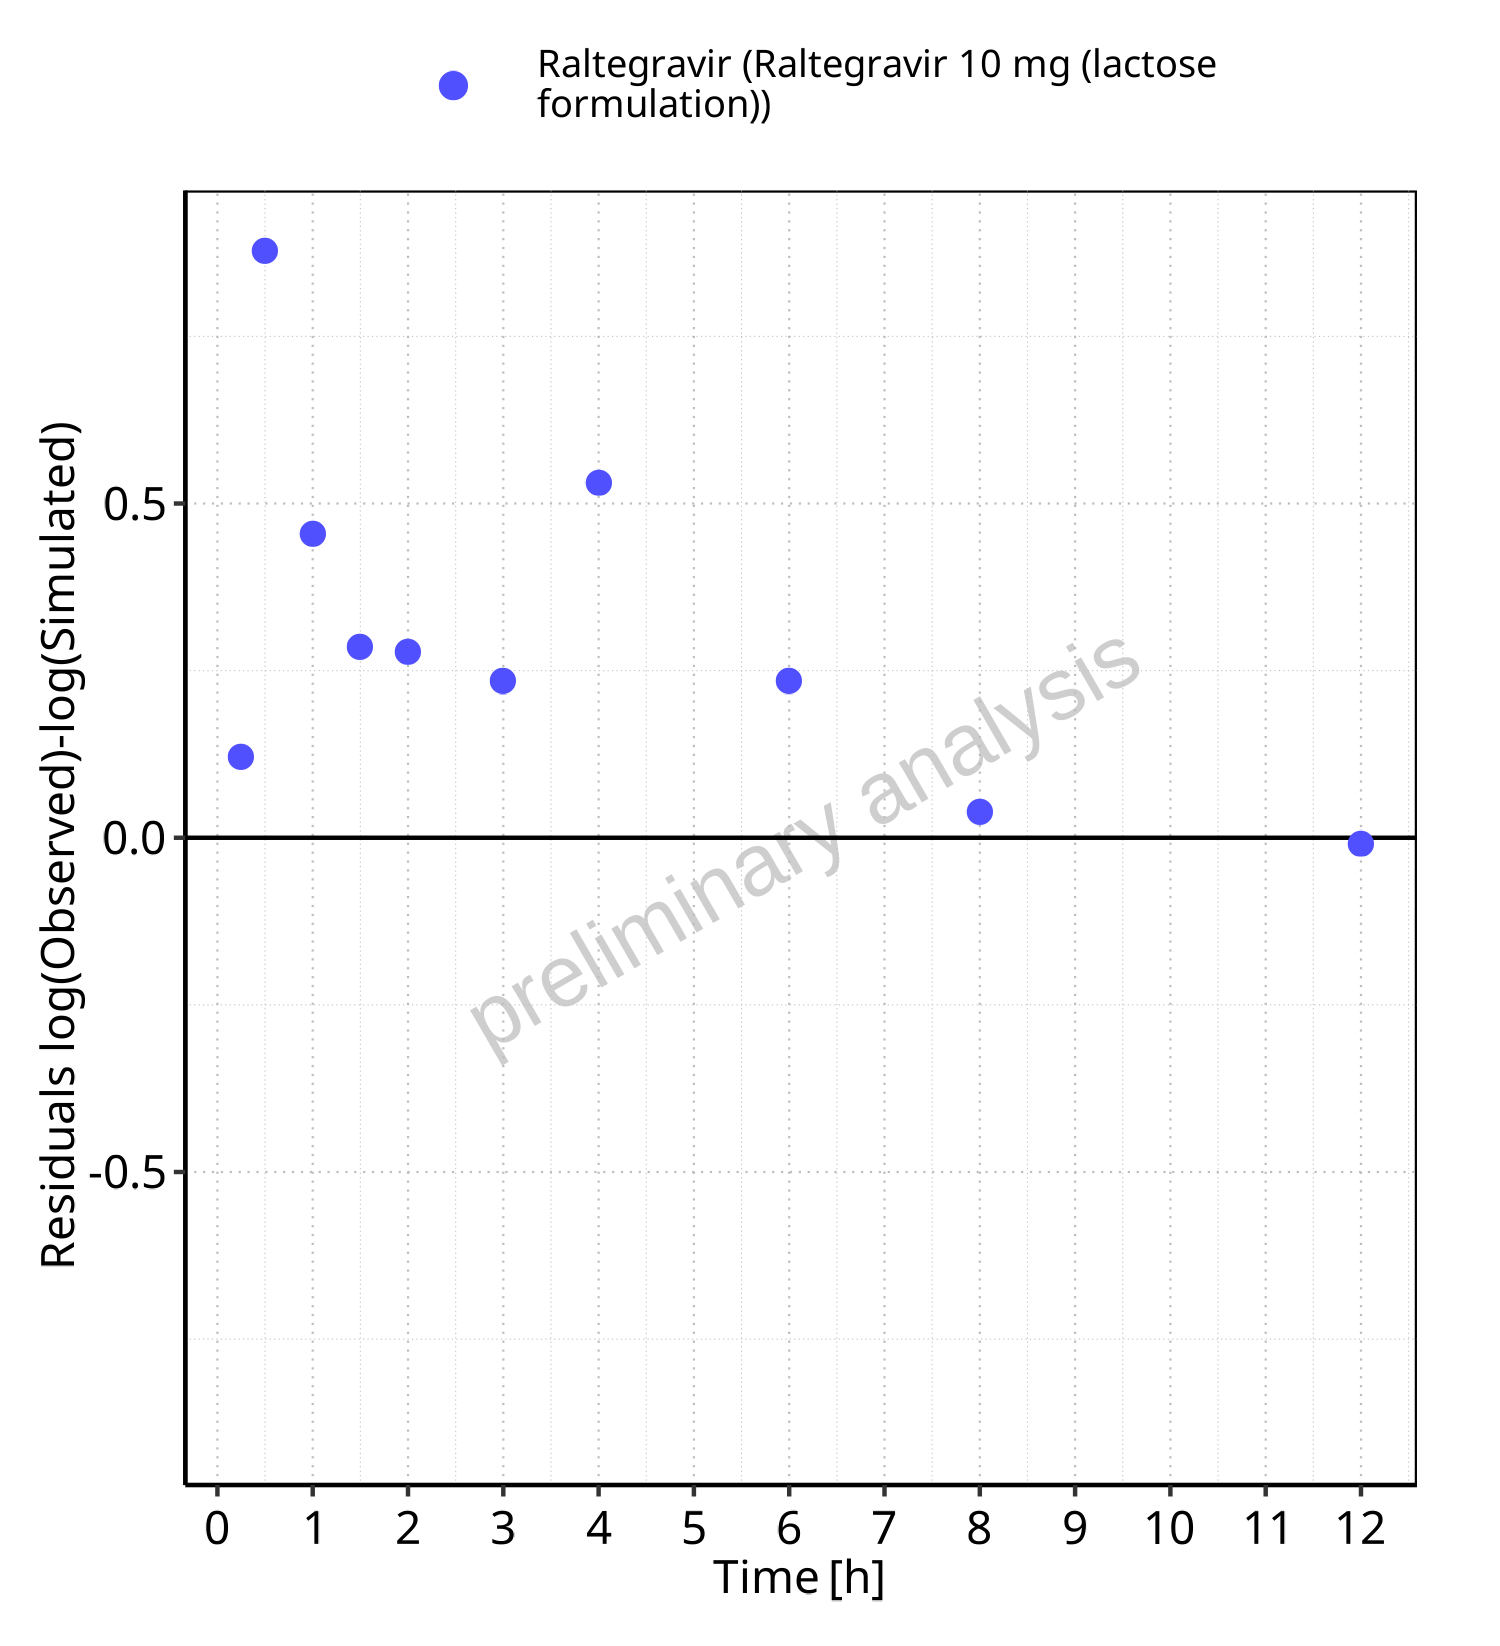 Raltegravir (Raltegravir 10 mg (lactose
formulation))
Residuals log(Observed)-log(Simulated)
0.5
0.0
-0.5
preliminary analysis
0 1 2 3 4 5 6 7 8 9 10 11 12
Time [h]